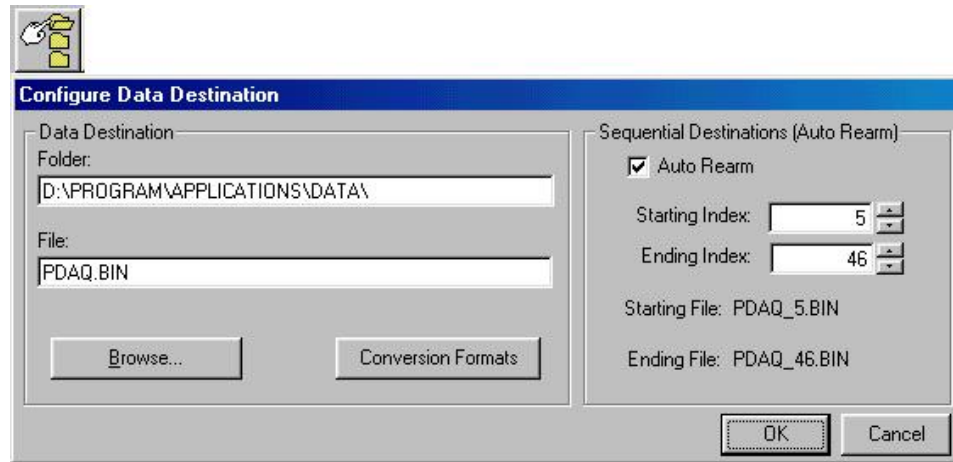 Configure Data Destination
Data Destination
Folder:
D:\PROGRAM\APPLICATIONS\DATA\
File:
PDAQ.BIN
Browse...
Conversion Formats
Sequential Destinations (Auto Rearm)
Auto Rearm
Starting Index: 5
Ending Index: 46
Starting File: PDAQ_5.BIN
Ending File: PDAQ_46.BIN
OK
Cancel